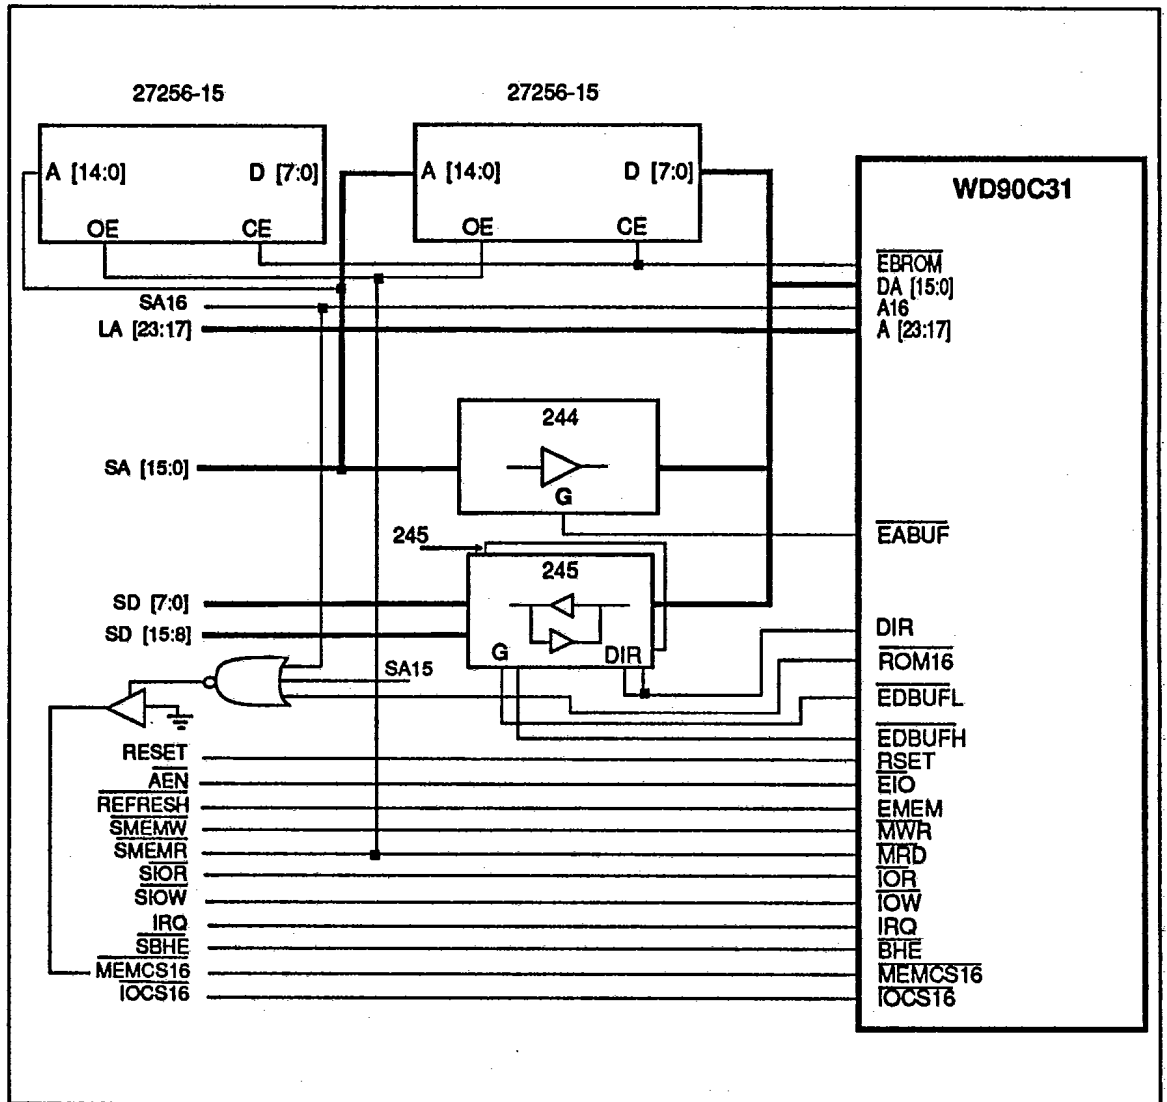 27256-15
27256-15
A [14:0]
D [7:0]
OE
CE
A [14:0]
D [7:0]
OE
CE
WD90C31
EBROM
DA [15:0]
SA16
A16
LA [23:17]
A [23:17]
244
SA [15:0]
G
EABUF
245
245
SD [7:0]
SD [15:8]
DIR
G
DIR
SA15
ROM16
EDBUFL
EDBUFH
RESET
RSET
AEN
EIO
REFRESH
EMEM
SMEMW
MWR
SMEMR
MRD
SIOR
IOR
SIOW
IOW
IRQ
IRQ
SBHE
BHE
MEMCS16
MEMCS16
IOCS16
IOCS16